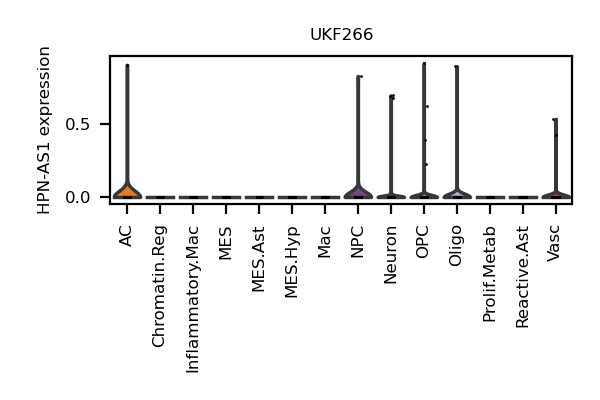 UKF266
HPN-AS1 expression
0.5
0.0
AC
Chromatin.Reg
Inflammatory.Mac
MES
MES.Ast
MES.Hyp
Mac
NPC
Neuron
OPC
Oligo
Prolif.Metab
Reactive.Ast
Vasc